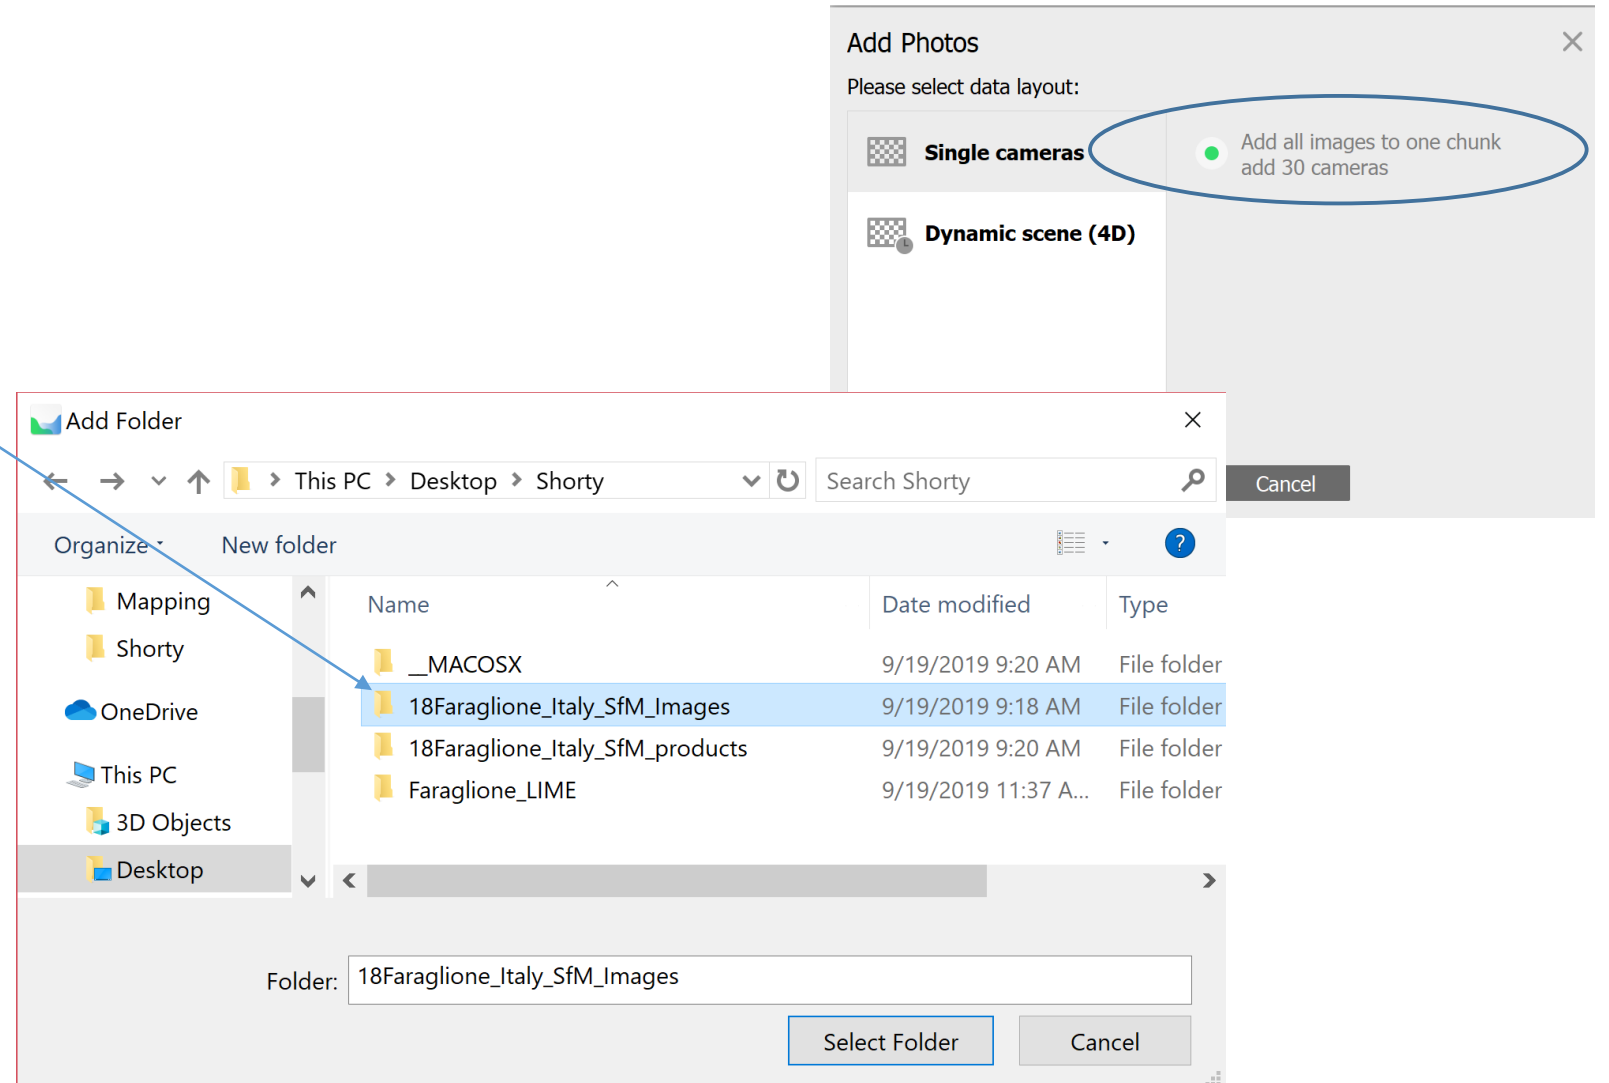 Add Photos
Please select data layout:
Single cameras
Add all images to one chunk
add 30 cameras
Dynamic scene (4D)
Cancel
Add Folder
This PC > Desktop > Shorty
Search Shorty
Organize
New folder
?
Mapping
Shorty
OneDrive
This PC
3D Objects
Desktop
Name Date modified Type
__MACOSX 9/19/2019 9:20 AM File folder
18Faraglione_Italy_SfM_Images 9/19/2019 9:18 AM File folder
18Faraglione_Italy_SfM_products 9/19/2019 9:20 AM File folder
Faraglione_LIME 9/19/2019 11:37 A... File folder
Folder: 18Faraglione_Italy_SfM_Images
Select Folder
Cancel